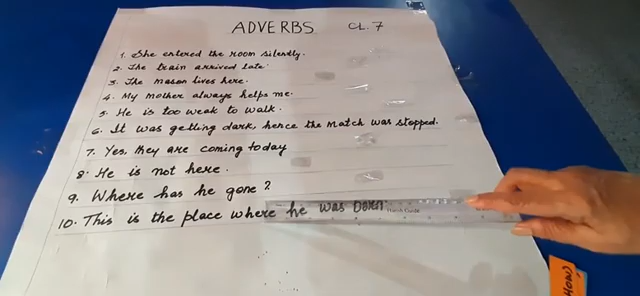 ADVERBS CL. 7
1. She entered the room silently.
2. The train arrived late.
3. The mason lives here.
4. My mother always helps me.
5. He is too weak to walk.
6. It was getting dark, hence the match was stopped.
7. Yes, they are coming today
8. He is not here.
9. Where has he gone?
10. This is the place where he was born.